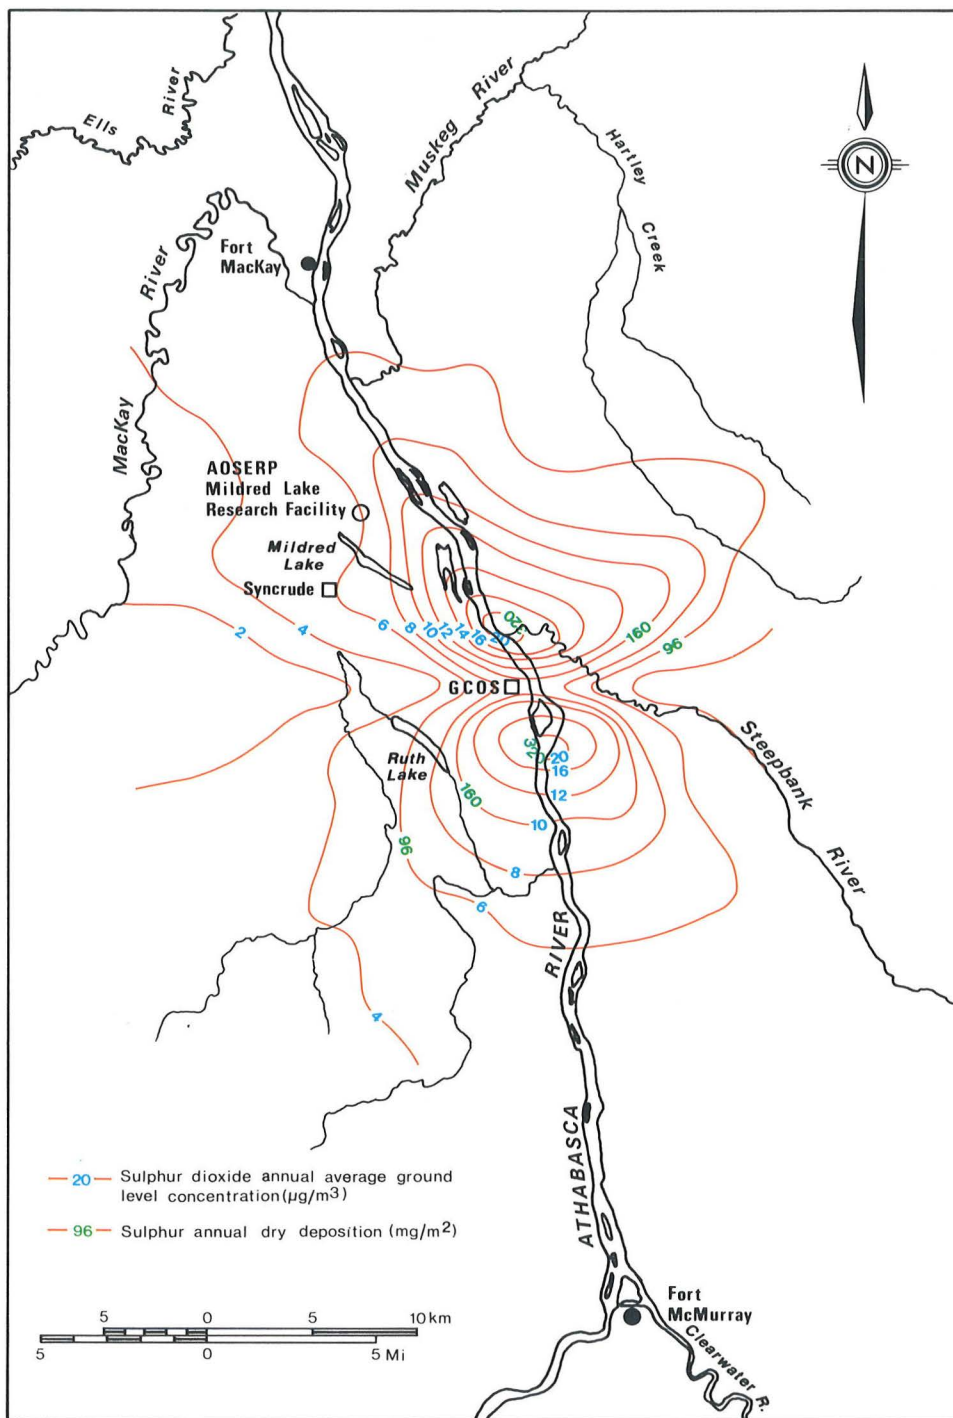 Ells River
Muskeg River
Hartley Creek
N
Fort
MacKay
MacKay River
AOSERP
Mildred Lake
Research Facility
Mildred
Lake
Syncrude
2 4 6 8 10 12 14 16 20 320 160 96
GCOS
Steepbank River
Ruth
Lake
320 20
16
12
10
8
6
4
160
96
ATHABASCA RIVER
20 Sulphur dioxide annual average ground
level concentration (µg/m3)
96 Sulphur annual dry deposition (mg/m2)
5 0 5 10 km
5 0 5 Mi
Fort
McMurray
Clearwater R.